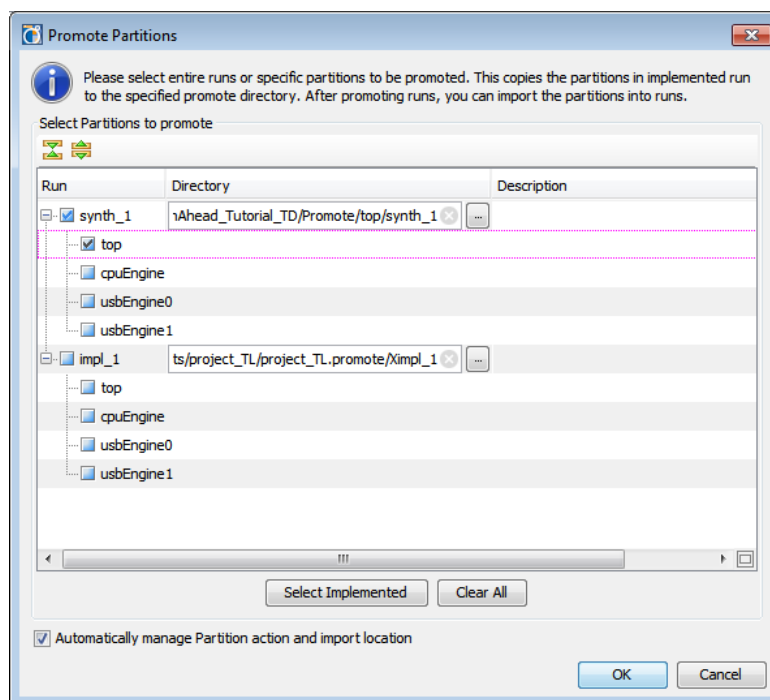 Promote Partitions
Please select entire runs or specific partitions to be promoted. This copies the partitions in implemented run
to the specified promote directory. After promoting runs, you can import the partitions into runs.
Select Partitions to promote
Run Directory Description
synth_1 ıAhead_Tutorial_TD/Promote/top/synth_1 ...
top
cpuEngine
usbEngine0
usbEngine1
impl_1 ts/project_TL/project_TL.promote/Ximpl_1 ...
top
cpuEngine
usbEngine0
usbEngine1
Select Implemented Clear All
Automatically manage Partition action and import location
OK Cancel